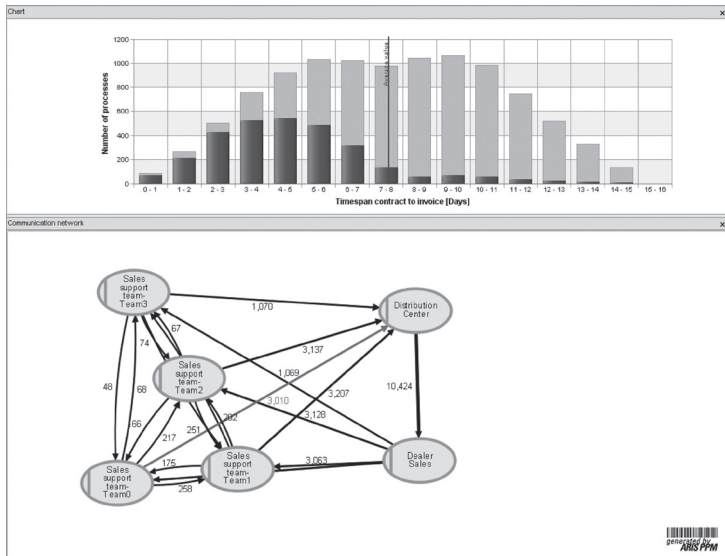 Chart
×
1200
1000
800
600
400
200
0
Number of processes
Average value
0 - 1
1 - 2
2 - 3
3 - 4
4 - 5
5 - 6
6 - 7
7 - 8
8 - 9
9 - 10
10 - 11
11 - 12
12 - 13
13 - 14
14 - 15
15 - 16
Timespan contract to invoice [Days]
Communication network
×
Sales
support
team-
Team3
1,070
Distribution
Center
67
74
3,137
Sales
support
team-
Team2
1,069
48
68
3,207
10,424
3,010
66
251
3,128
217
Sales
support
team-
Team0
175
258
Sales
support
team-
Team1
3,063
Dealer
Sales
generated by
ARIS PPM